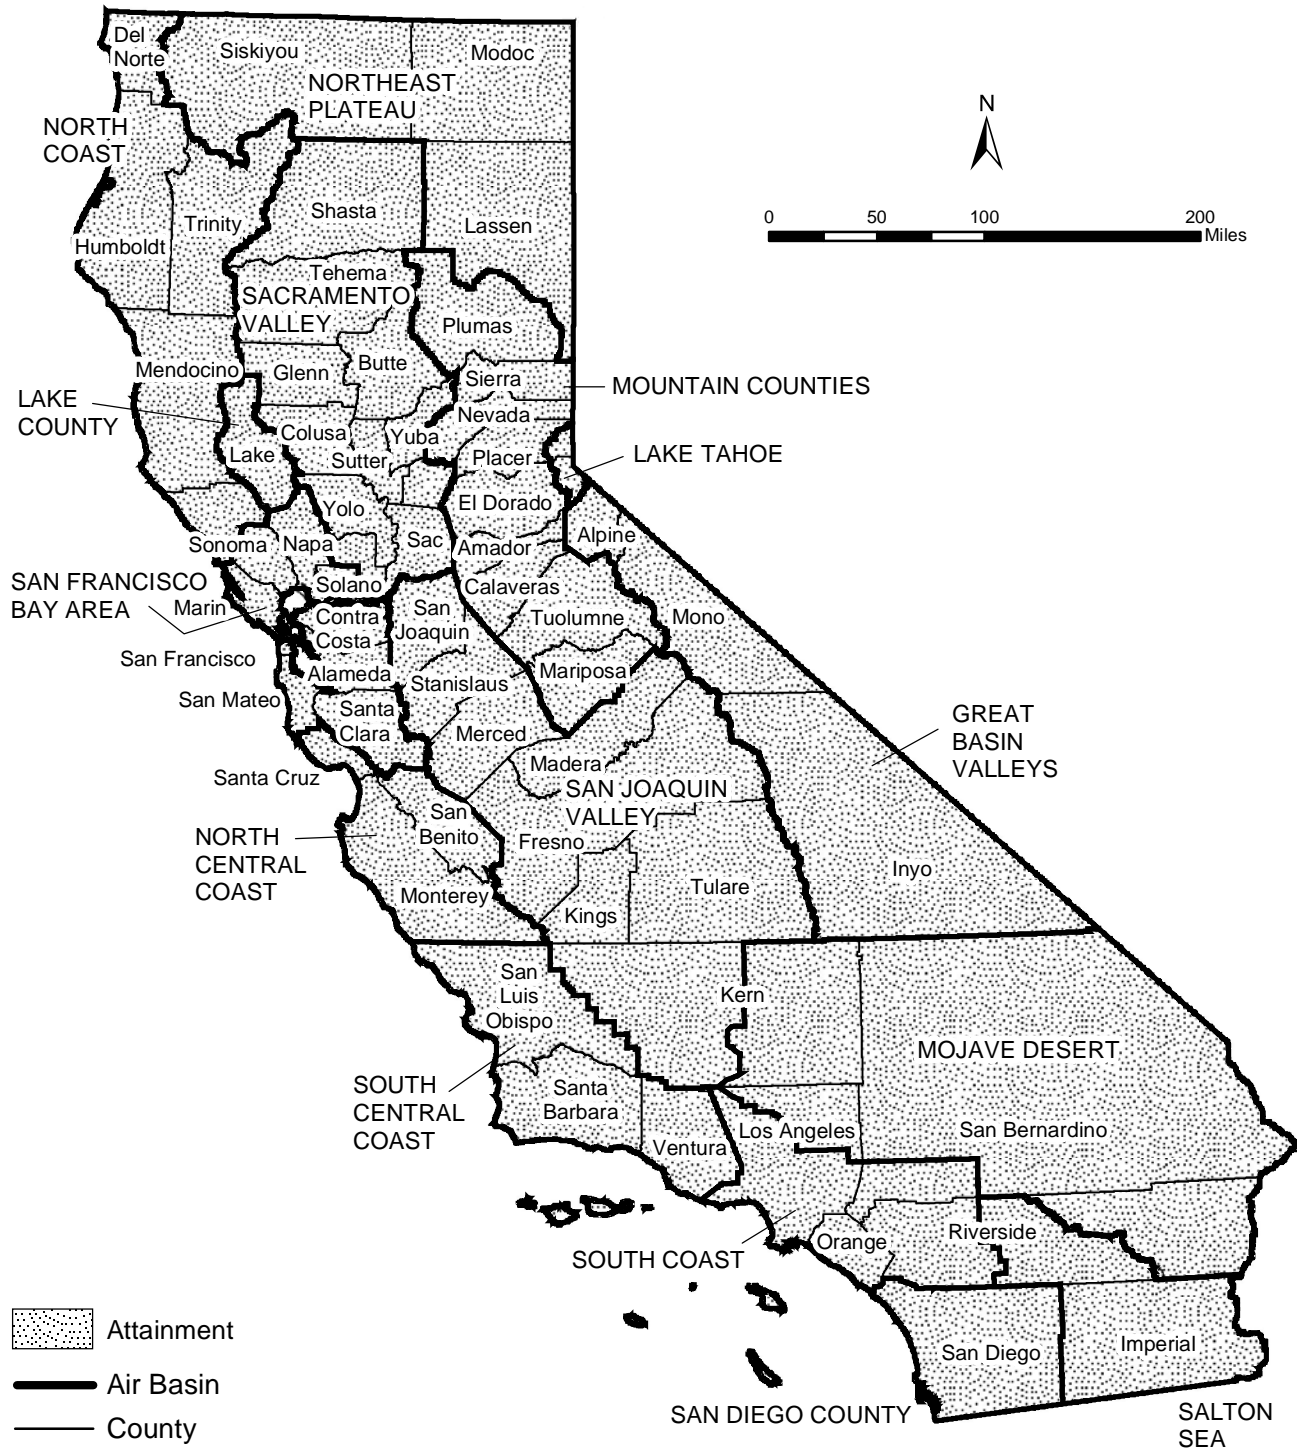 Del
Norte
Siskiyou
Modoc
NORTHEAST
PLATEAU
NORTH
COAST
N
0 50 100 200
Miles
Shasta
Trinity
Lassen
Humboldt
Tehema
SACRAMENTO
VALLEY
Plumas
Mendocino
Glenn
Butte
Sierra
MOUNTAIN COUNTIES
LAKE
COUNTY
Nevada
Colusa
Yuba
Lake
Sutter
Placer
LAKE TAHOE
Yolo
El Dorado
Sonoma
Napa
Sac
Amador
Alpine
SAN FRANCISCO
BAY AREA
Solano
Calaveras
Marin
Contra
Costa
San
Joaquin
Tuolumne
Mono
San Francisco
Alameda
Stanislaus
Mariposa
San Mateo
Santa
Clara
Merced
GREAT
BASIN
VALLEYS
Santa Cruz
Madera
SAN JOAQUIN
VALLEY
San
Benito
NORTH
CENTRAL
COAST
Fresno
Inyo
Monterey
Tulare
Kings
San
Luis
Obispo
Kern
MOJAVE DESERT
SOUTH
CENTRAL
COAST
Santa
Barbara
Ventura
Los Angeles
San Bernardino
SOUTH COAST
Orange
Riverside
Attainment
Air Basin
County
San Diego
Imperial
SAN DIEGO COUNTY
SALTON
SEA